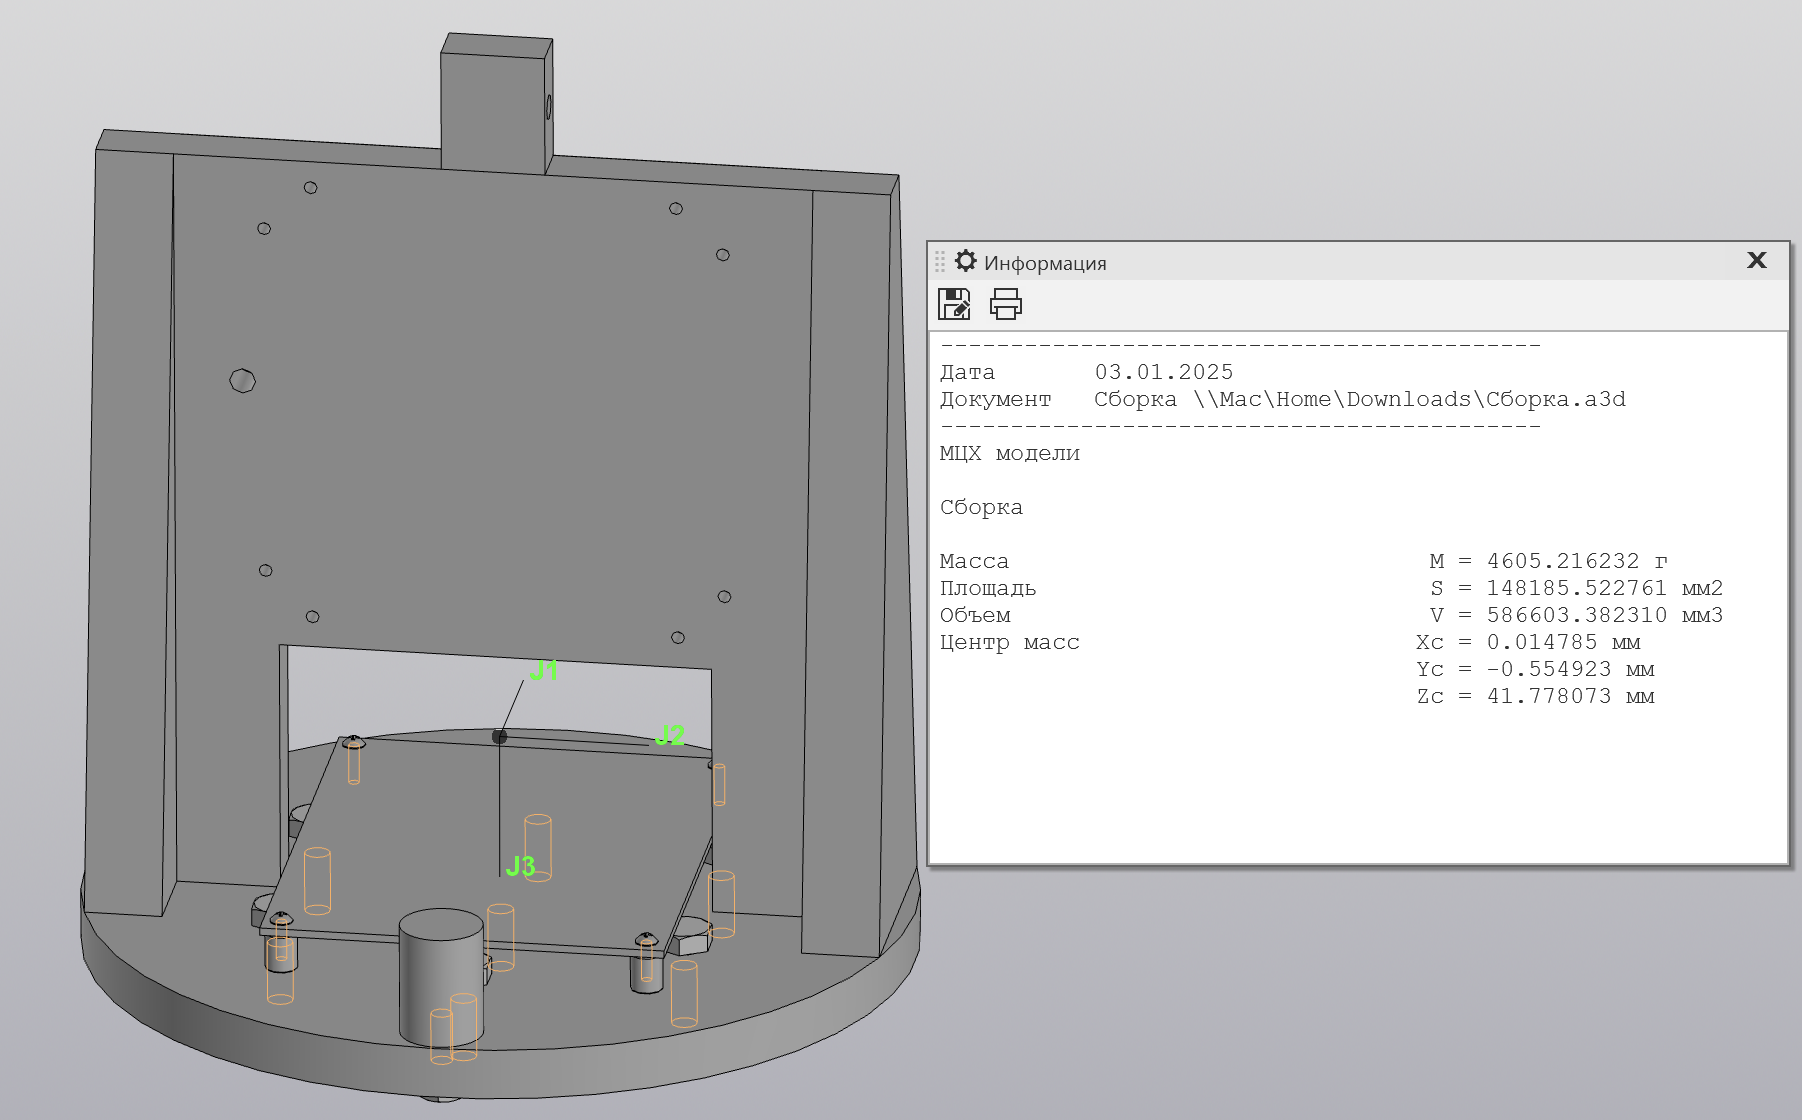 J1
J2
J3
Информация
--------------------------------------------
Дата 03.01.2025
Документ Сборка \\Mac\Home\Downloads\Сборка.a3d
--------------------------------------------
МЦХ модели
Сборка
Масса M = 4605.216232 г
Площадь S = 148185.522761 мм2
Объем V = 586603.382310 мм3
Центр масс Xc = 0.014785 мм
Yc = -0.554923 мм
Zc = 41.778073 мм